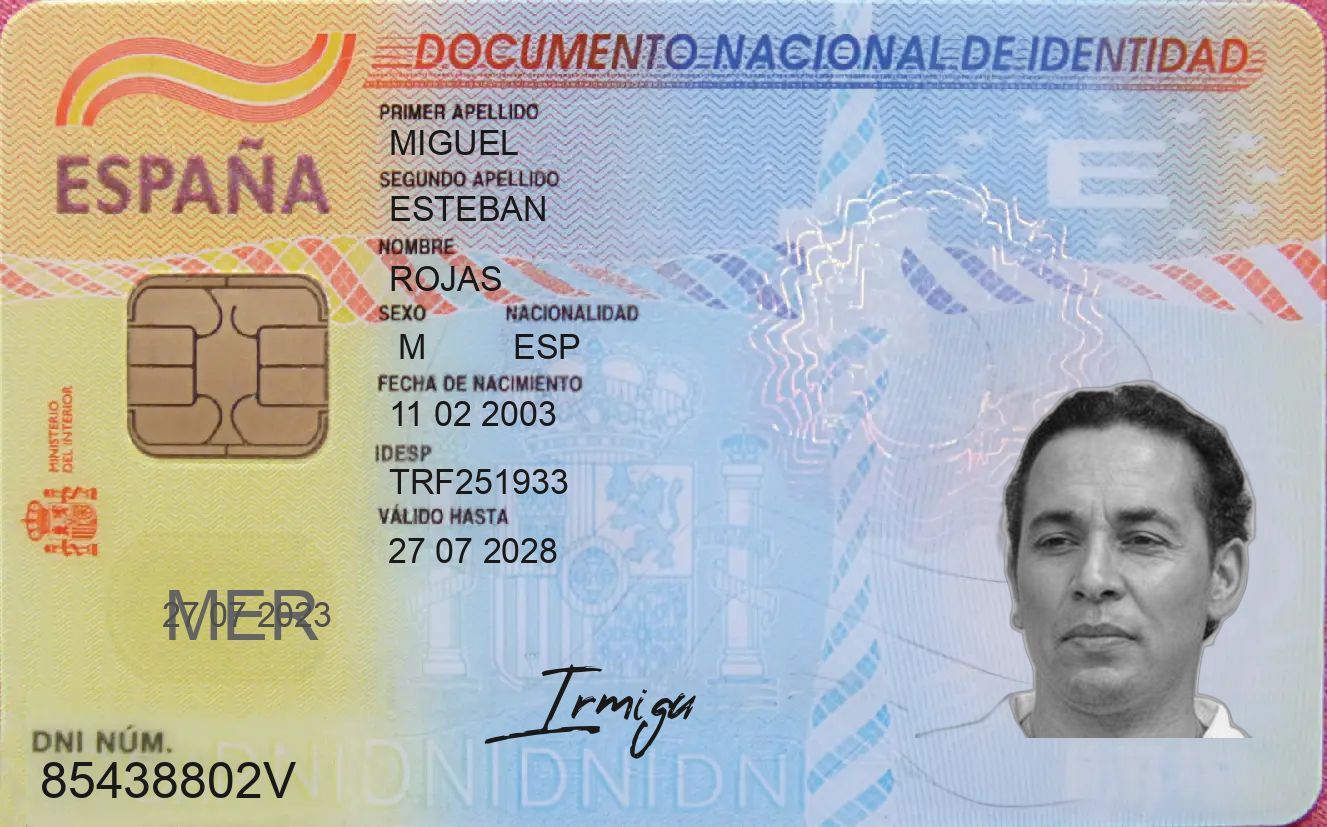 DOCUMENTO NACIONAL DE IDENTIDAD
ESPAÑA
PRIMER APELLIDO
MIGUEL
SEGUNDO APELLIDO
ESTEBAN
NOMBRE
ROJAS
SEXO NACIONALIDAD
M ESP
FECHA DE NACIMIENTO
11 02 2003
IDESP
TRF251933
VÁLIDO HASTA
27 07 2028
MINISTERIO
DEL INTERIOR
E
MER
27 07 2023
Irmigu
DNI NÚM.
85438802V
DNIDNIDNIDNIDN